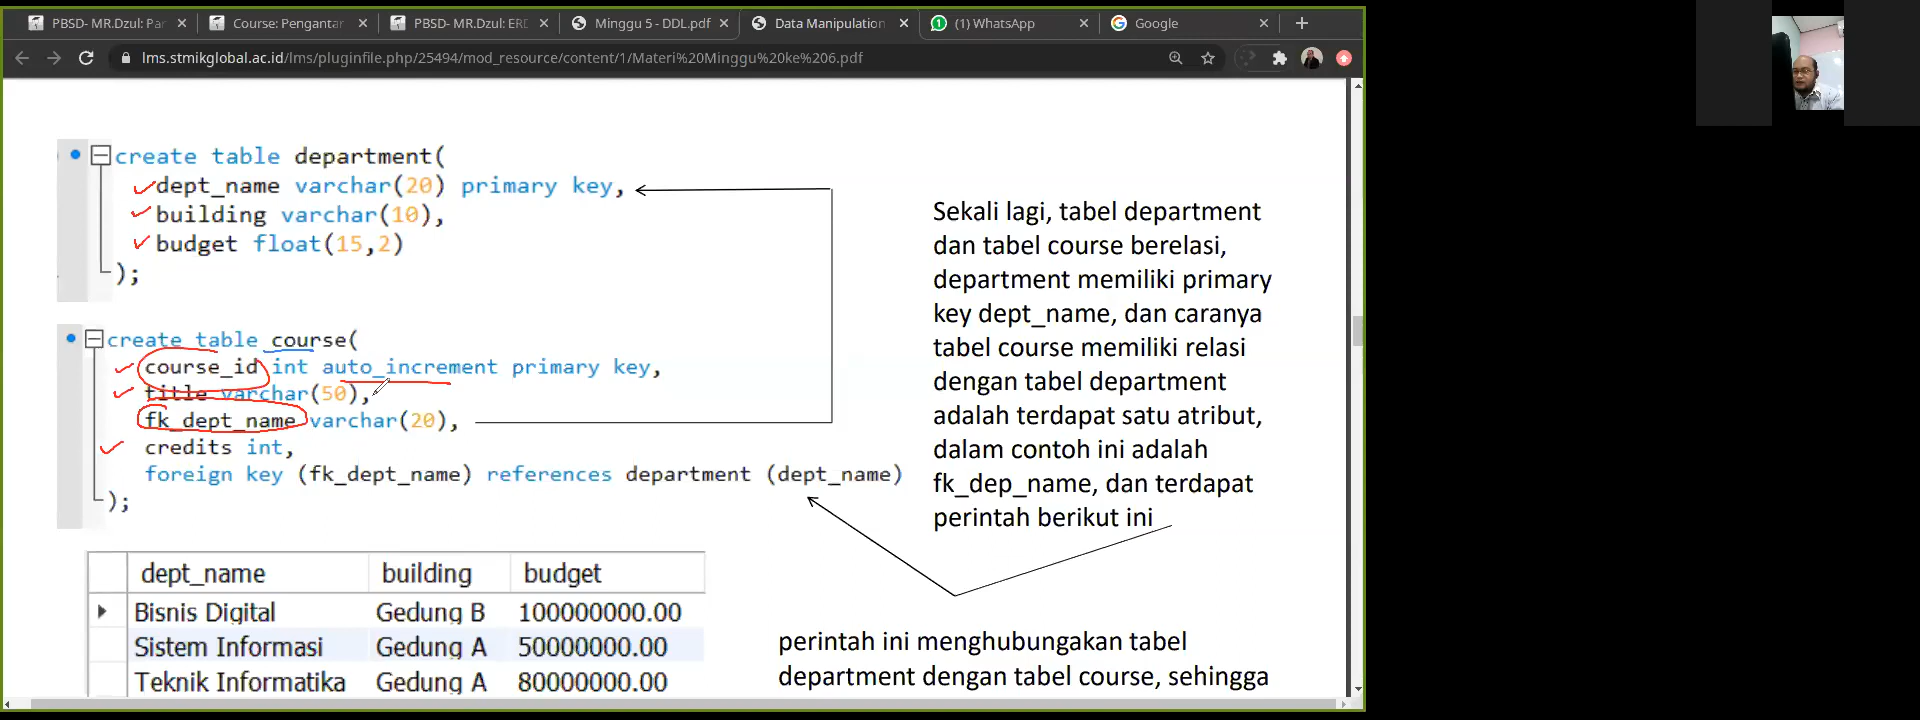 PBSD- MR.Dzul: Par
Course: Pengantar
PBSD- MR.Dzul: ERD
Minggu 5 - DDL.pdf
Data Manipulation
(1) WhatsApp
Google
lms.stmikglobal.ac.id/lms/pluginfile.php/25494/mod_resource/content/1/Materi%20Minggu%20ke%206.pdf
create table department(
dept_name varchar(20) primary key,
building varchar(10),
budget float(15,2)
);
create table course(
course_id int auto_increment primary key,
title varchar(50),
fk_dept_name varchar(20),
credits int,
foreign key (fk_dept_name) references department (dept_name)
);
Sekali lagi, tabel department
dan tabel course berelasi,
department memiliki primary
key dept_name, dan caranya
tabel course memiliki relasi
dengan tabel department
adalah terdapat satu atribut,
dalam contoh ini adalah
fk_dep_name, dan terdapat
perintah berikut ini
dept_name building budget
Bisnis Digital Gedung B 100000000.00
Sistem Informasi Gedung A 50000000.00
Teknik Informatika Gedung A 80000000.00
perintah ini menghubungakan tabel
department dengan tabel course, sehingga